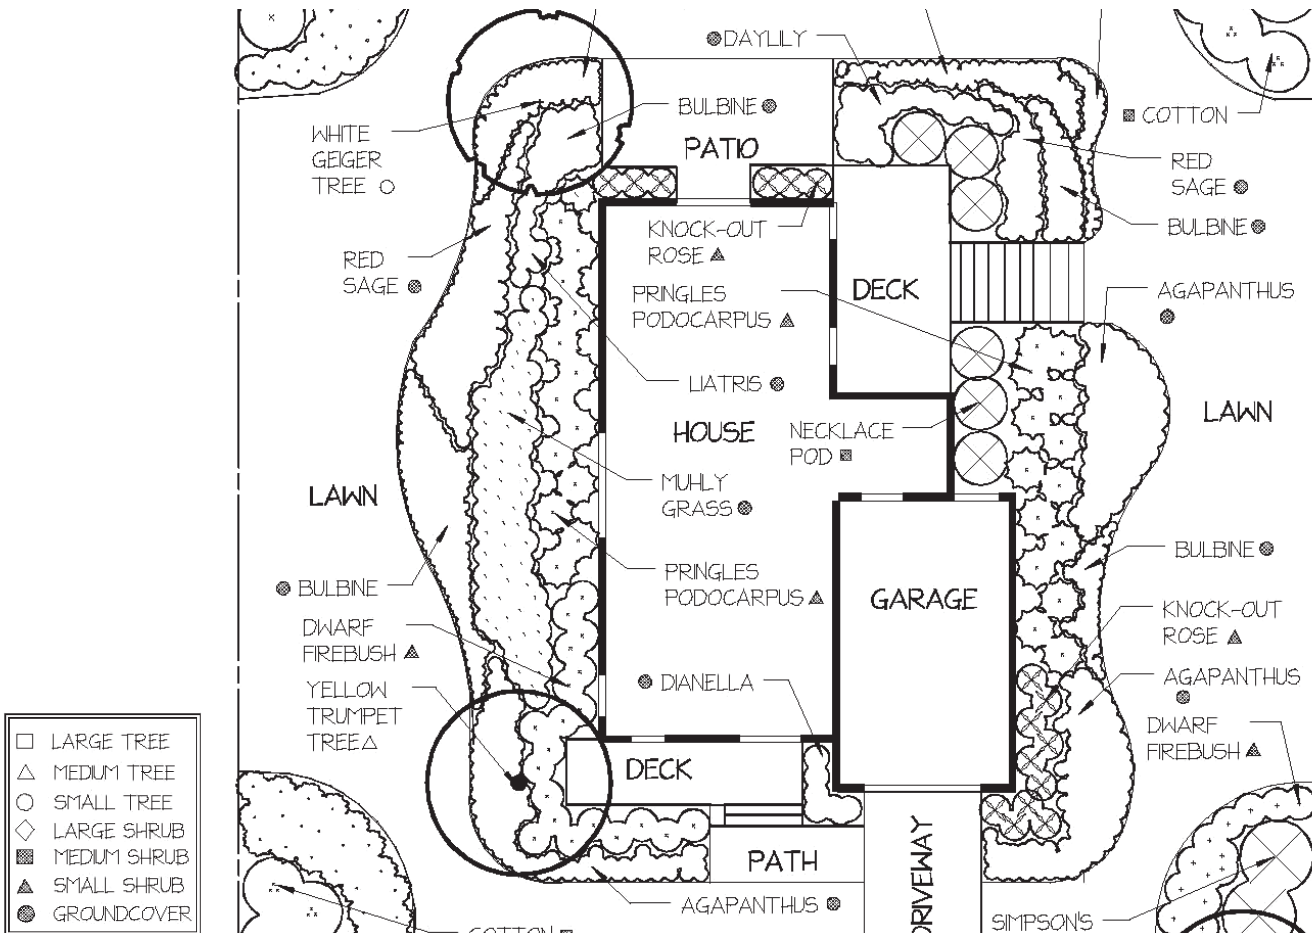 DAYLILY
BULBINE
WHITE
GEIGER
TREE
PATIO
COTTON
RED
SAGE
BULBINE
KNOCK-OUT
ROSE
RED
SAGE
PRINGLES
PODOCARPUS
DECK
AGAPANTHUS
LIATRIS
HOUSE
NECKLACE
POD
LAWN
LAWN
MUHLY
GRASS
BULBINE
PRINGLES
PODOCARPUS
GARAGE
BULBINE
DWARF
FIREBUSH
KNOCK-OUT
ROSE
YELLOW
TRUMPET
TREE
DIANELLA
AGAPANTHUS
DWARF
FIREBUSH
DECK
LARGE TREE
MEDIUM TREE
SMALL TREE
LARGE SHRUB
MEDIUM SHRUB
SMALL SHRUB
GROUNDCOVER
PATH
DRIVEWAY
AGAPANTHUS
SIMPSON'S
COTTON